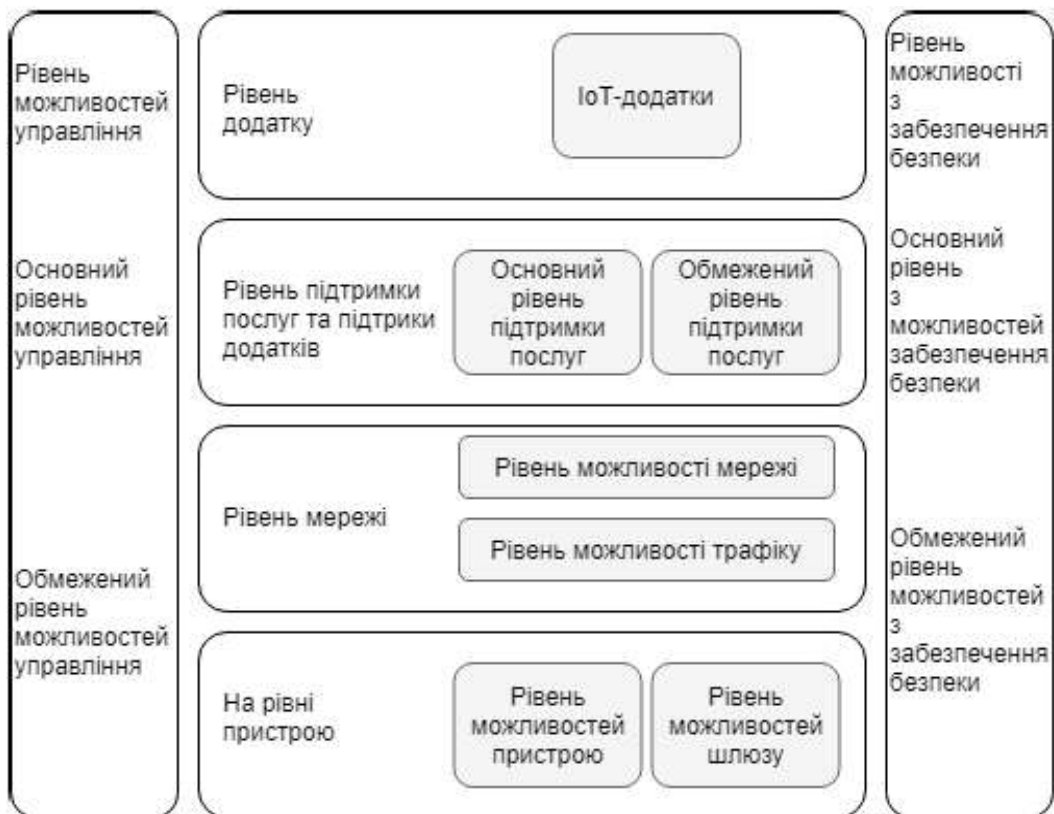 Рівень
можливостей
управління
Основний
рівень
можливостей
управління
Обмежений
рівень
можливостей
управління
Рівень
додатку
ІоТ-додатки
Рівень підтримки
послуг та підтрики
додатків
Основний
рівень
підтримки
послуг
Обмежений
рівень
підтримки
послуг
Рівень мережі
Рівень можливості мережі
Рівень можливості трафіку
На рівні
пристрою
Рівень
можливостей
пристрою
Рівень
можливостей
шлюзу
Рівень
можливості
з
забезпечення
безпеки
Основний
рівень
з
можливостей
забезпечення
безпеки
Обмежений
рівень
можливостей
з
забезпечення
безпеки